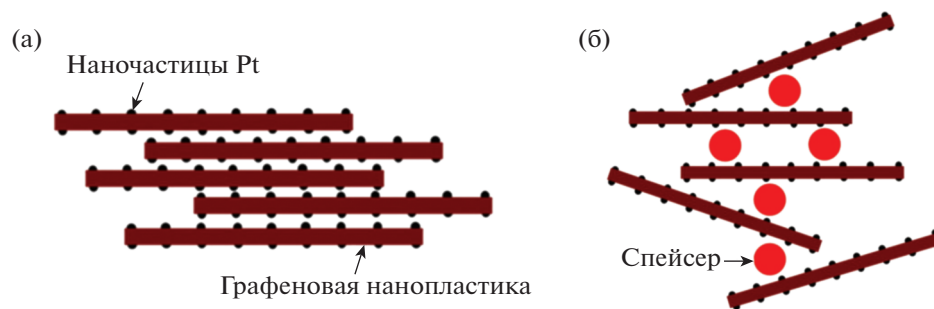 (а)
Наночастицы Pt
Графеновая нанопластика
(б)
Спейсер